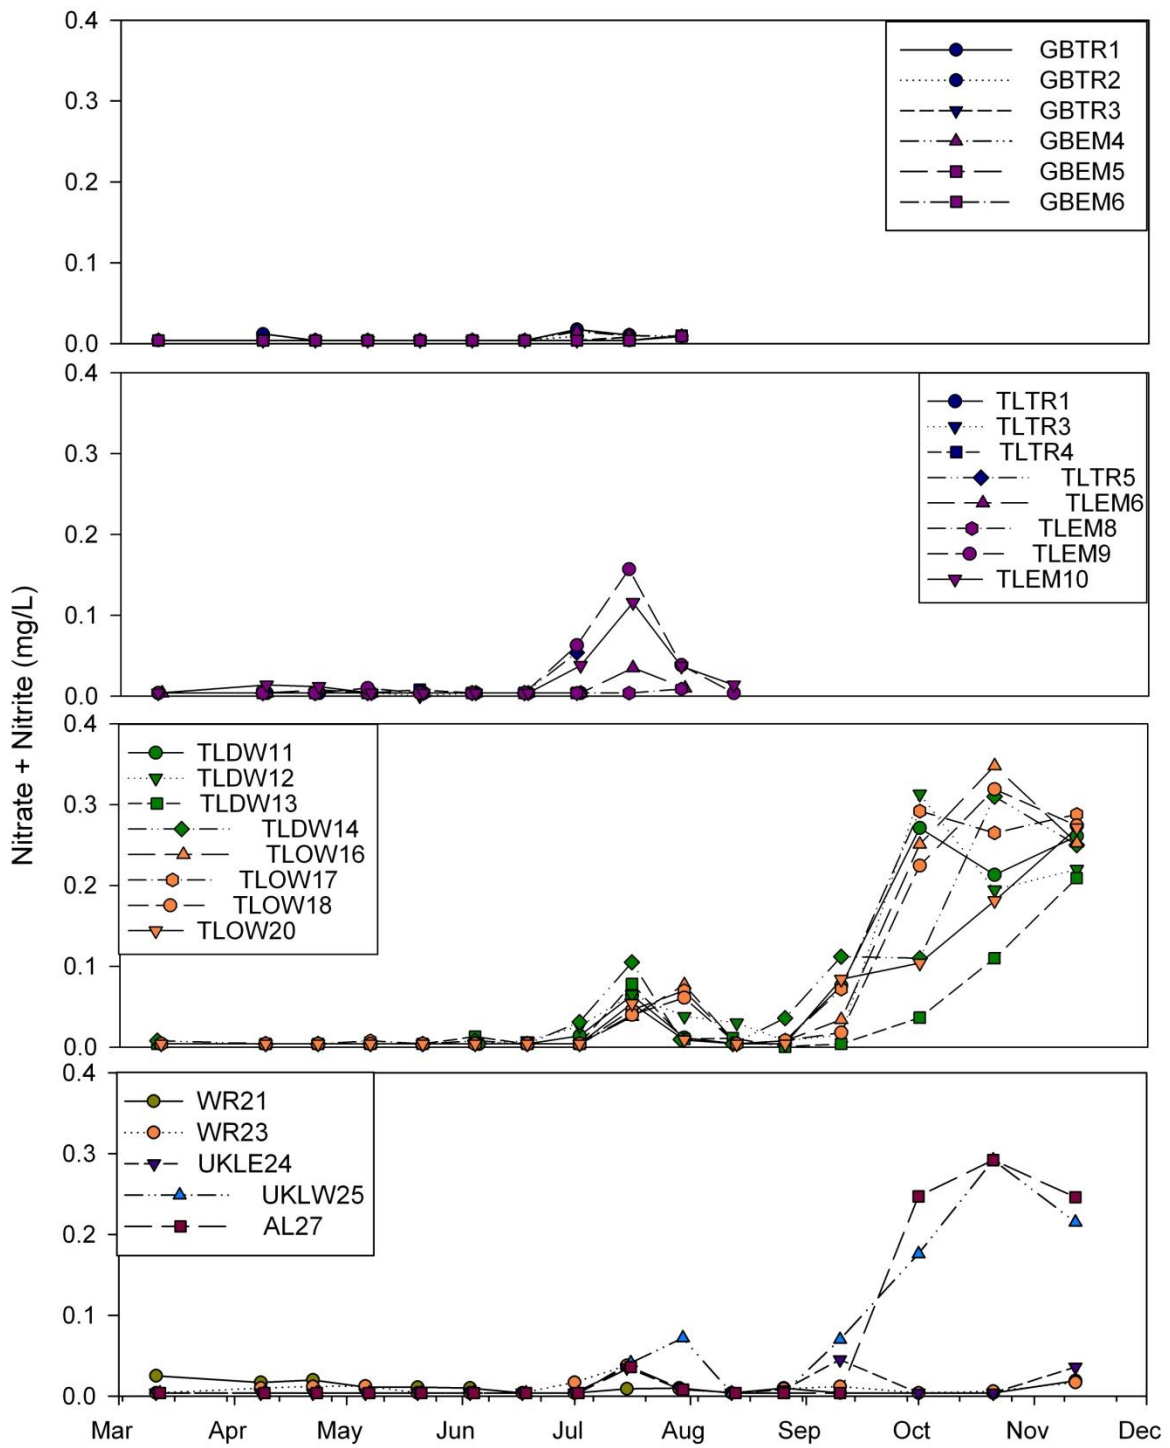 Nitrate + Nitrite (mg/L)
0.4
0.3
0.2
0.1
0.0
GBTR1
GBTR2
GBTR3
GBEM4
GBEM5
GBEM6
0.4
0.3
0.2
0.1
0.0
TLTR1
TLTR3
TLTR4
TLTR5
TLEM6
TLEM8
TLEM9
TLEM10
0.4
0.3
0.2
0.1
0.0
TLDW11
TLDW12
TLDW13
TLDW14
TLOW16
TLOW17
TLOW18
TLOW20
0.4
0.3
0.2
0.1
0.0
WR21
WR23
UKLE24
UKLW25
AL27
Mar Apr May Jun Jul Aug Sep Oct Nov Dec